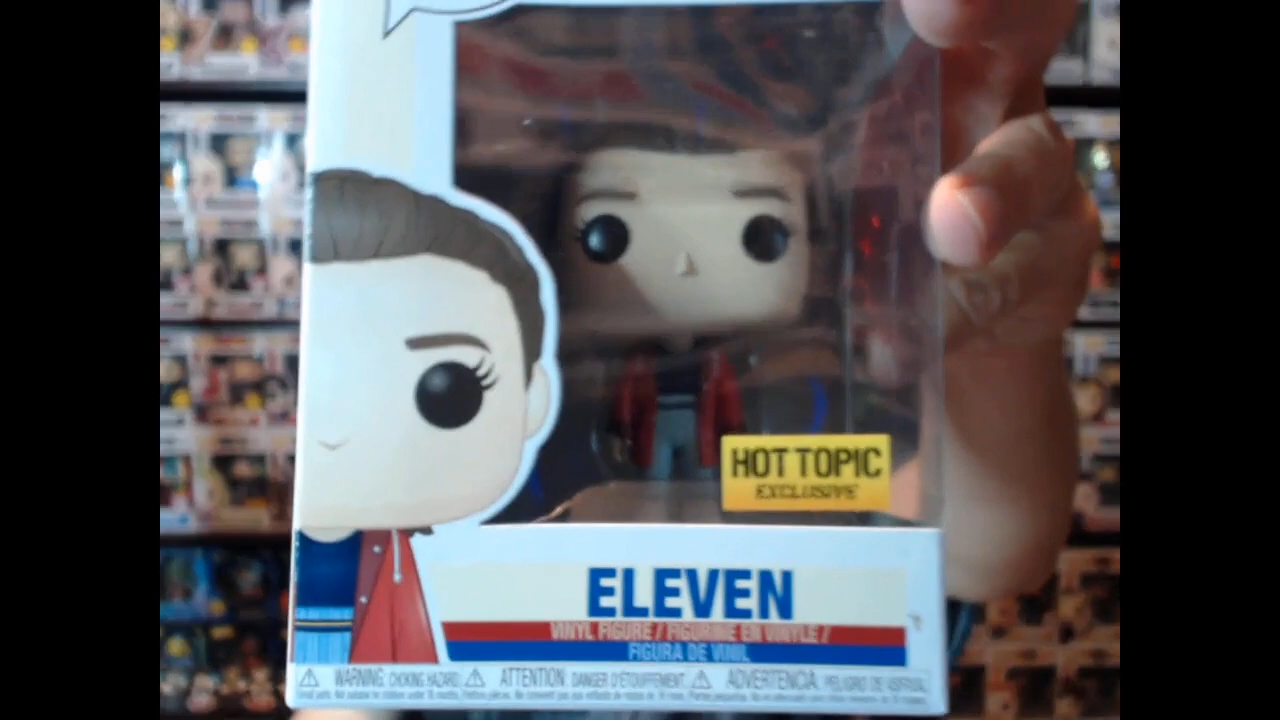 HOT TOPIC
EXCLUSIVE
ELEVEN
VINYL FIGURE / FIGURINE EN VINYLE /
FIGURA DE VINIL
WARNING: CHOKING HAZARD. ATTENTION: DANGER D'ÉTOUFFEMENT. ADVERTENCIA: PELIGRO DE ASFIXIA.